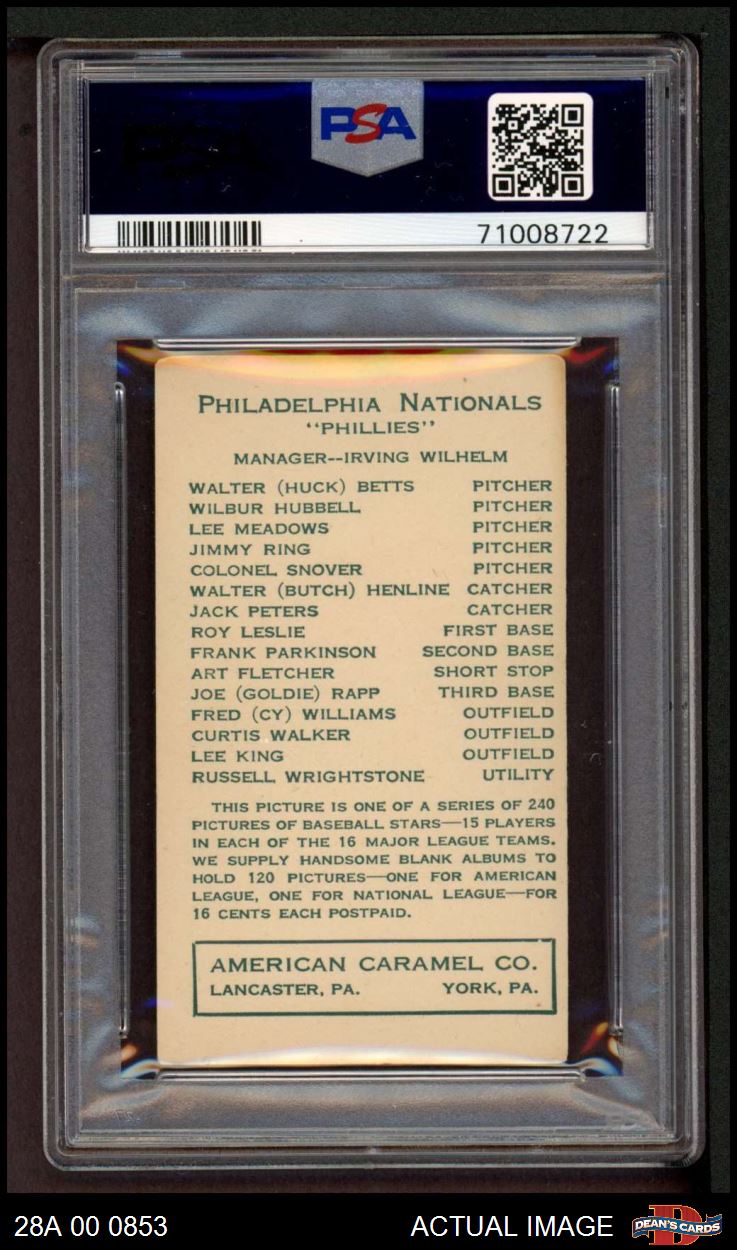 PSA
71008722
PHILADELPHIA NATIONALS
"PHILLIES"
MANAGER--IRVING WILHELM
WALTER (HUCK) BETTS PITCHER
WILBUR HUBBELL PITCHER
LEE MEADOWS PITCHER
JIMMY RING PITCHER
COLONEL SNOVER PITCHER
WALTER (BUTCH) HENLINE CATCHER
JACK PETERS CATCHER
ROY LESLIE FIRST BASE
FRANK PARKINSON SECOND BASE
ART FLETCHER SHORT STOP
JOE (GOLDIE) RAPP THIRD BASE
FRED (CY) WILLIAMS OUTFIELD
CURTIS WALKER OUTFIELD
LEE KING OUTFIELD
RUSSELL WRIGHTSTONE UTILITY
THIS PICTURE IS ONE OF A SERIES OF 240
PICTURES OF BASEBALL STARS—15 PLAYERS
IN EACH OF THE 16 MAJOR LEAGUE TEAMS.
WE SUPPLY HANDSOME BLANK ALBUMS TO
HOLD 120 PICTURES—ONE FOR AMERICAN
LEAGUE, ONE FOR NATIONAL LEAGUE—FOR
16 CENTS EACH POSTPAID.
AMERICAN CARAMEL CO.
LANCASTER, PA. YORK, PA.
28A 00 0853 ACTUAL IMAGE D DEAN'S CARDS